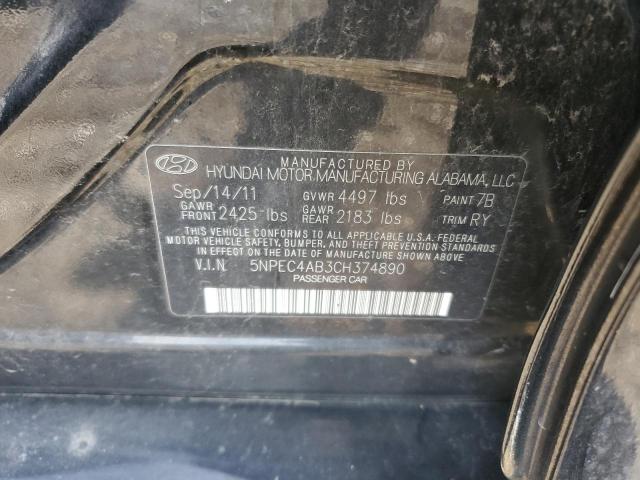 MANUFACTURED BY
HYUNDAI MOTOR MANUFACTURING ALABAMA, LLC
Sep/14/11 GVWR 4497 lbs PAINT 7B
GAWR FRONT 2425 lbs GAWR REAR 2183 lbs TRIM RY
THIS VEHICLE CONFORMS TO ALL APPLICABLE U.S.A. FEDERAL
MOTOR VEHICLE SAFETY, BUMPER, AND THEFT PREVENTION STANDARDS
IN EFFECT ON THE DATE OF MANUFACTURE SHOWN ABOVE.
V.I.N 5NPEC4AB3CH374890
PASSENGER CAR